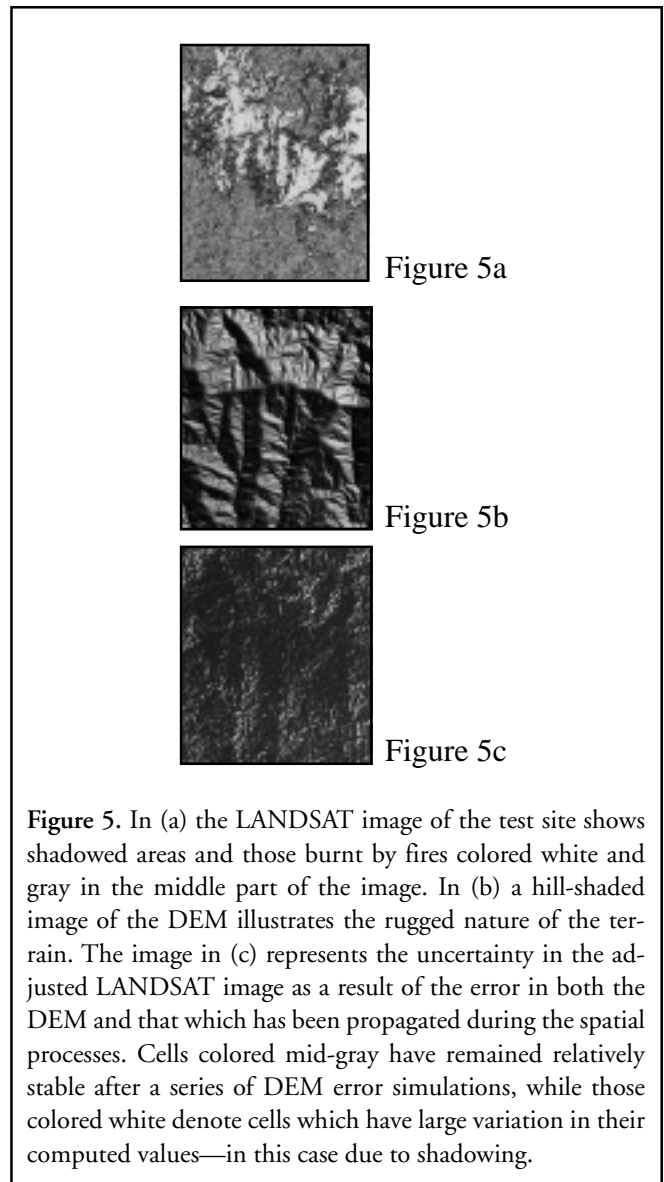 Figure 5a
Figure 5b
Figure 5c
Figure 5. In (a) the LANDSAT image of the test site shows
shadowed areas and those burnt by fires colored white and
gray in the middle part of the image. In (b) a hill-shaded
image of the DEM illustrates the rugged nature of the ter-
rain. The image in (c) represents the uncertainty in the ad-
justed LANDSAT image as a result of the error in both the
DEM and that which has been propagated during the spatial
processes. Cells colored mid-gray have remained relatively
stable after a series of DEM error simulations, while those
colored white denote cells which have large variation in their
computed values—in this case due to shadowing.